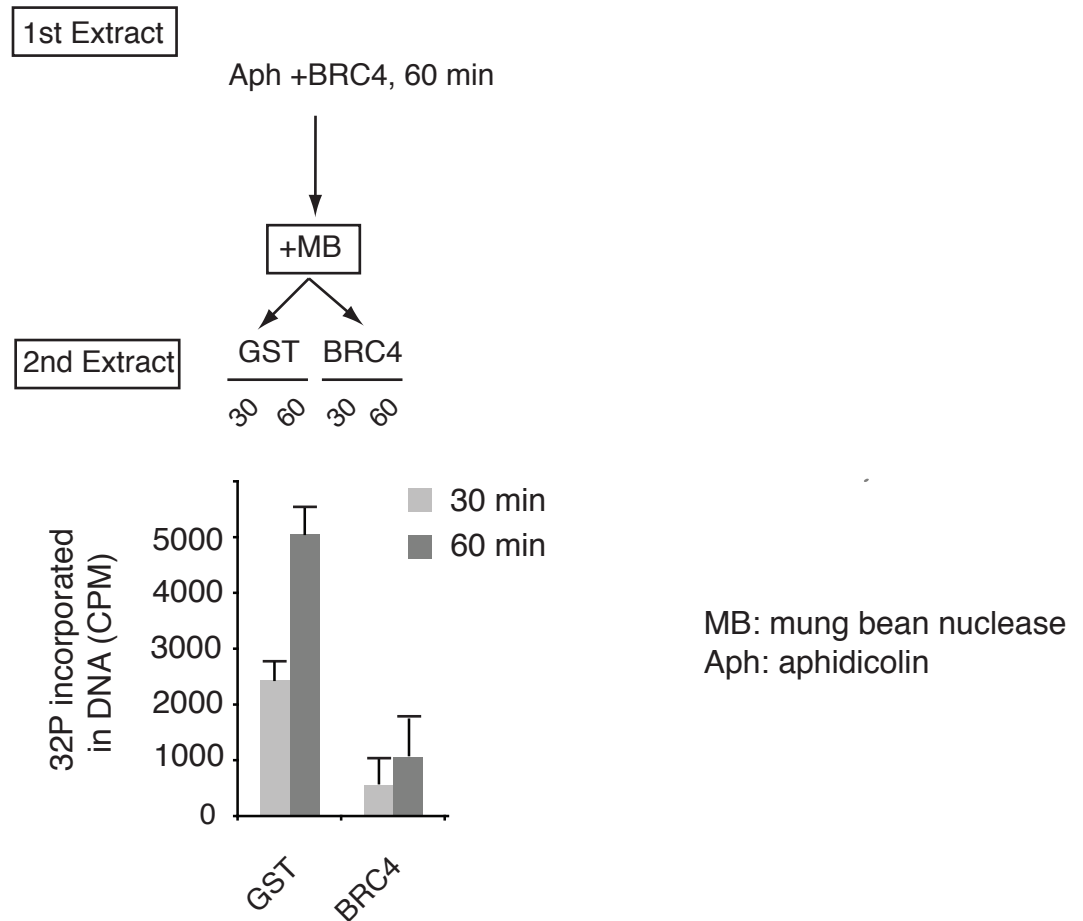 1st Extract
Aph +BRC4, 60 min
+MB
2nd Extract
GST BRC4
30 60 30 60
32P incorporated
in DNA (CPM)
5000
4000
3000
2000
1000
0
30 min
60 min
GST
BRC4
MB: mung bean nuclease
Aph: aphidicolin